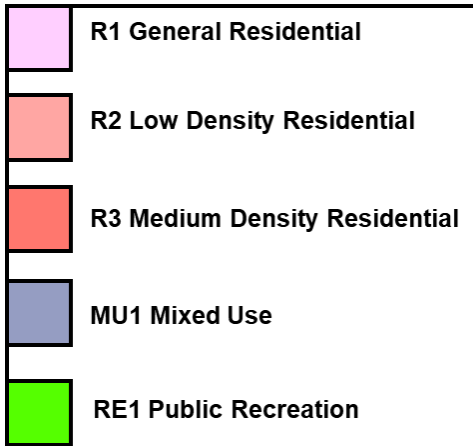 R1 General Residential
R2 Low Density Residential
R3 Medium Density Residential
MU1 Mixed Use
RE1 Public Recreation